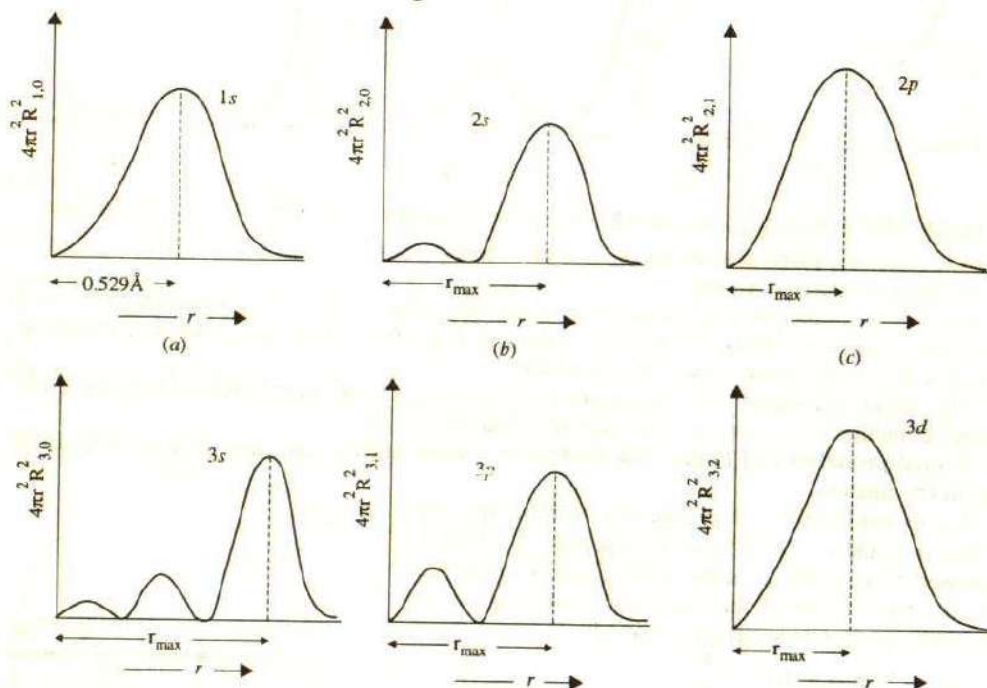 4πr²R²1,0
1s
0.529Å
r
(a)
4πr²R²2,0
2s
rmax
r
(b)
4πr²R²2,1
2p
rmax
r
(c)
4πr²R²3,0
3s
rmax
r
4πr²R²3,1
rmax
r
4πr²R²3,2
3d
rmax
r